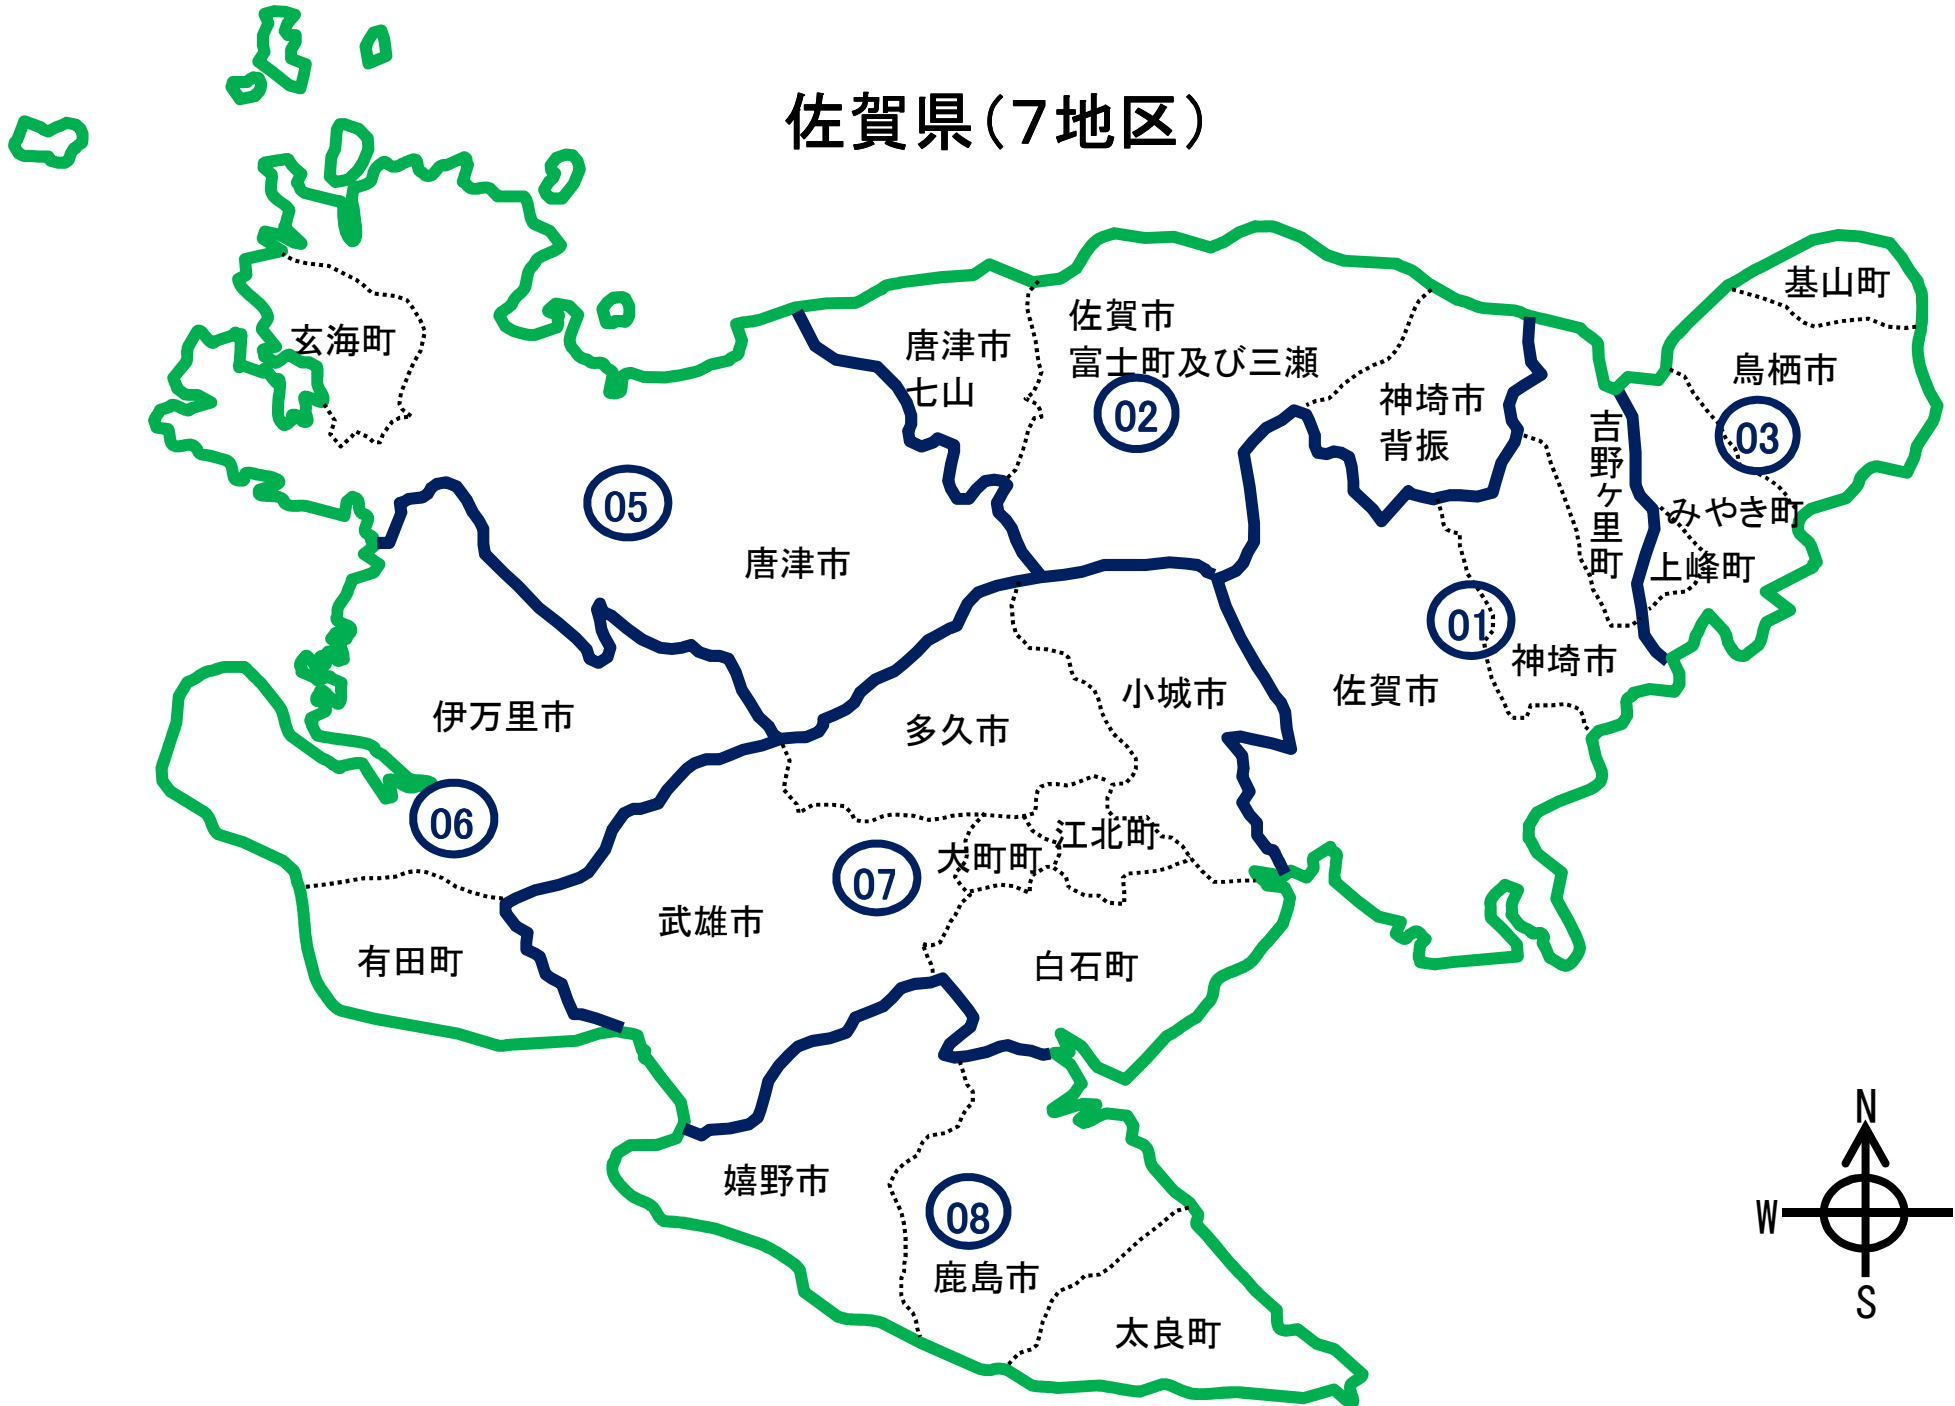 佐賀県（7地区）
基山町
佐賀市
富士町及び三瀬
玄海町
唐津市
七山
鳥栖市
神埼市
背振
02
03
吉野ヶ里町
05
みやき町
唐津市
上峰町
01
神埼市
佐賀市
小城市
伊万里市
多久市
06
江北町
大町町
07
武雄市
有田町
白石町
嬉野市
08
鹿島市
太良町
N
W
S